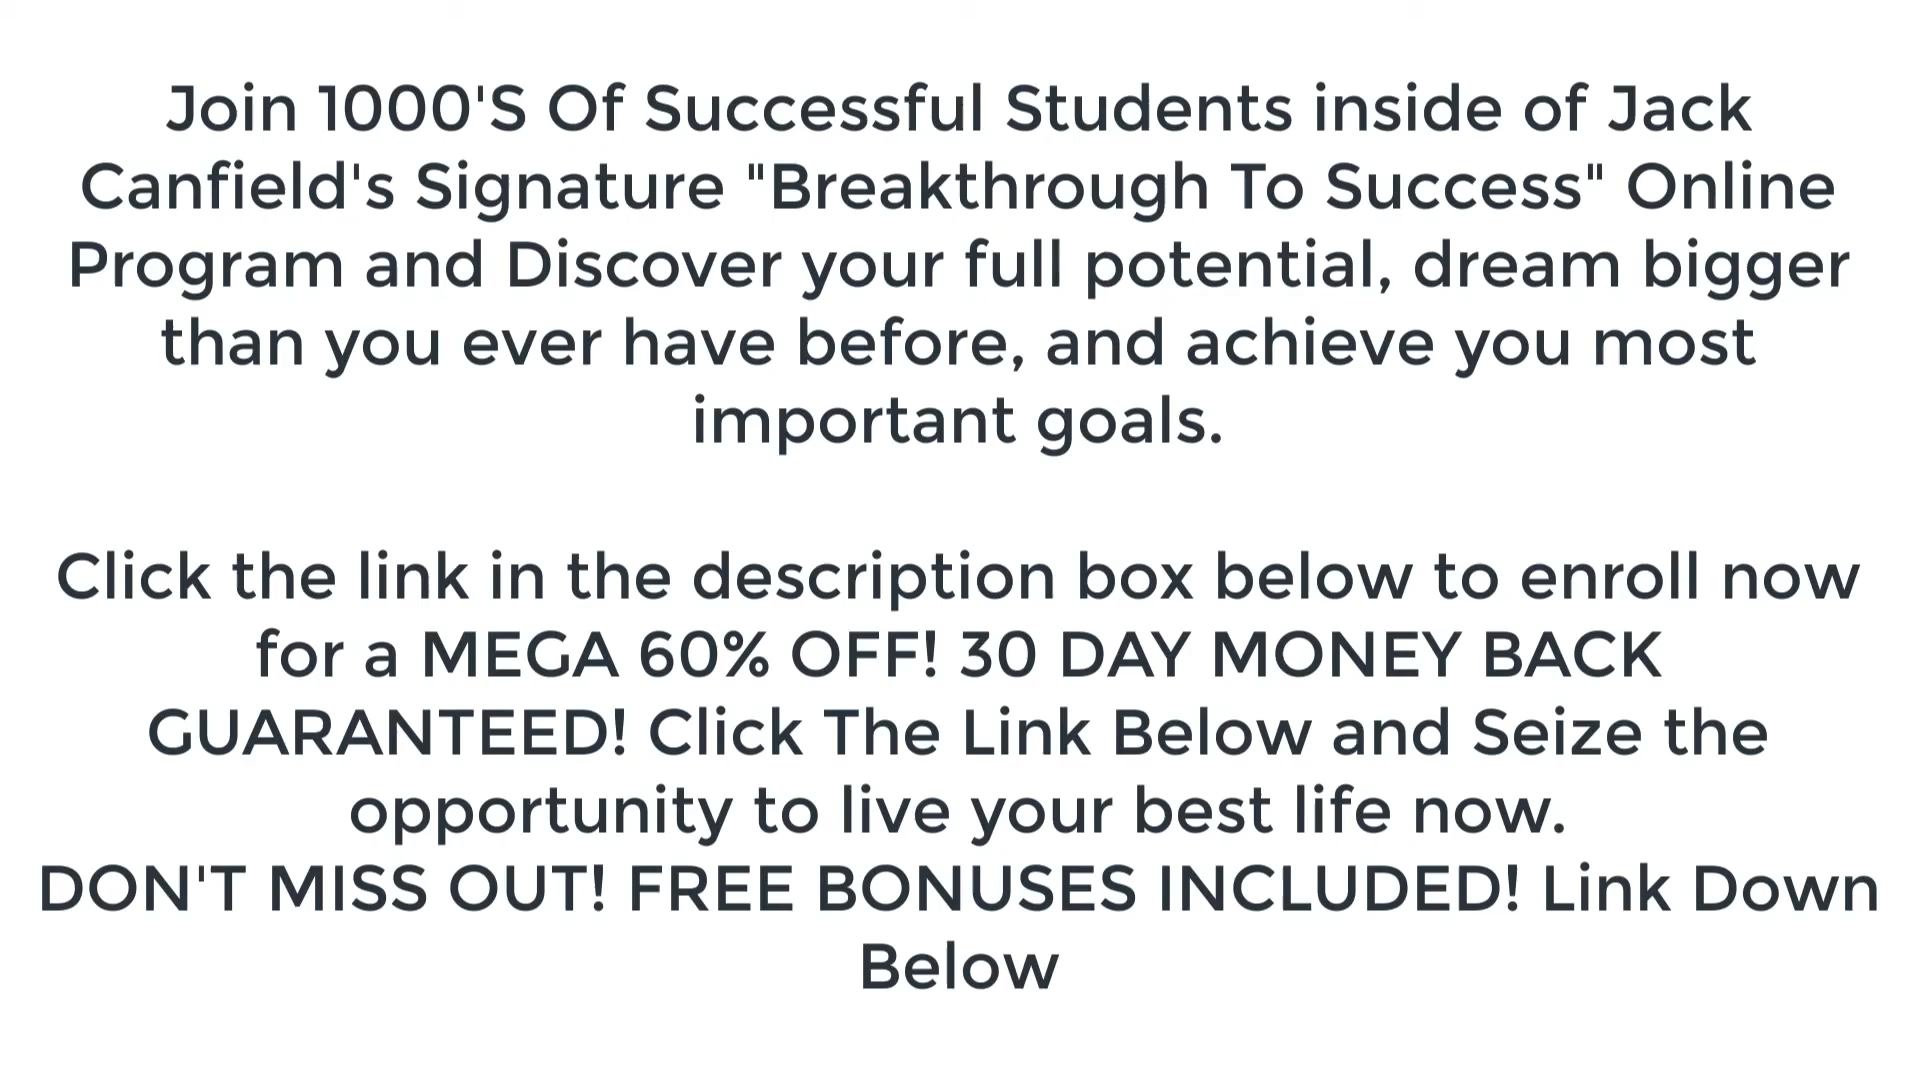 Join 1000'S Of Successful Students inside of Jack
Canfield's Signature "Breakthrough To Success" Online
Program and Discover your full potential, dream bigger
than you ever have before, and achieve you most
important goals.
Click the link in the description box below to enroll now
for a MEGA 60% OFF! 30 DAY MONEY BACK
GUARANTEED! Click The Link Below and Seize the
opportunity to live your best life now.
DON'T MISS OUT! FREE BONUSES INCLUDED! Link Down
Below